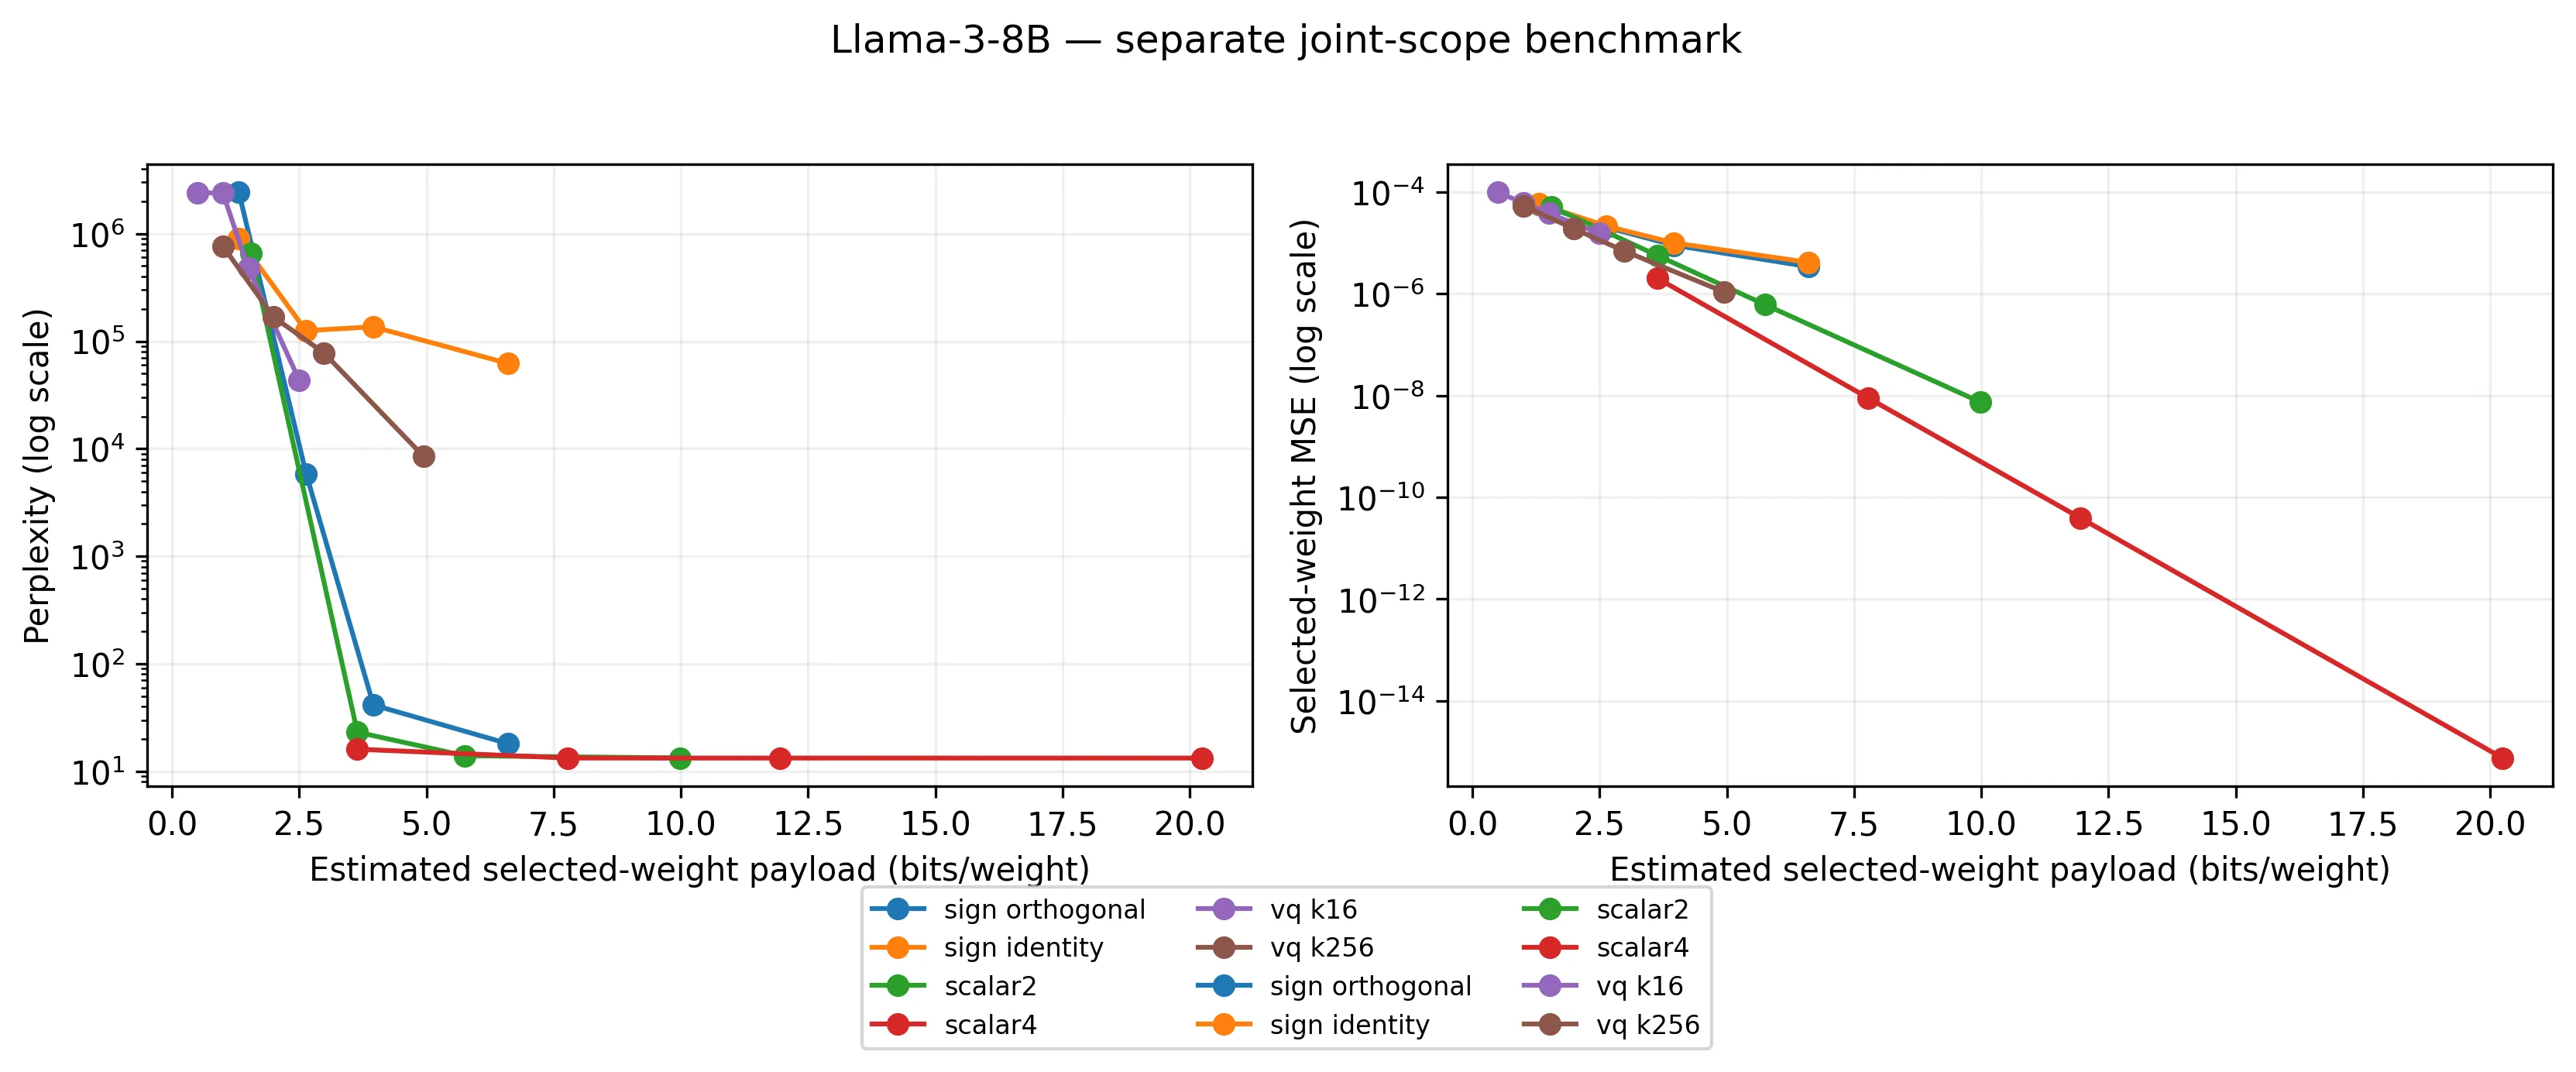 Llama-3-8B — separate joint-scope benchmark
Perplexity (log scale)
10^6
10^5
10^4
10^3
10^2
10^1
0.0 2.5 5.0 7.5 10.0 12.5 15.0 17.5 20.0
Estimated selected-weight payload (bits/weight)
Selected-weight MSE (log scale)
10^−4
10^−6
10^−8
10^−10
10^−12
10^−14
0.0 2.5 5.0 7.5 10.0 12.5 15.0 17.5 20.0
Estimated selected-weight payload (bits/weight)
sign orthogonal
sign identity
scalar2
scalar4
vq k16
vq k256
sign orthogonal
sign identity
scalar2
scalar4
vq k16
vq k256